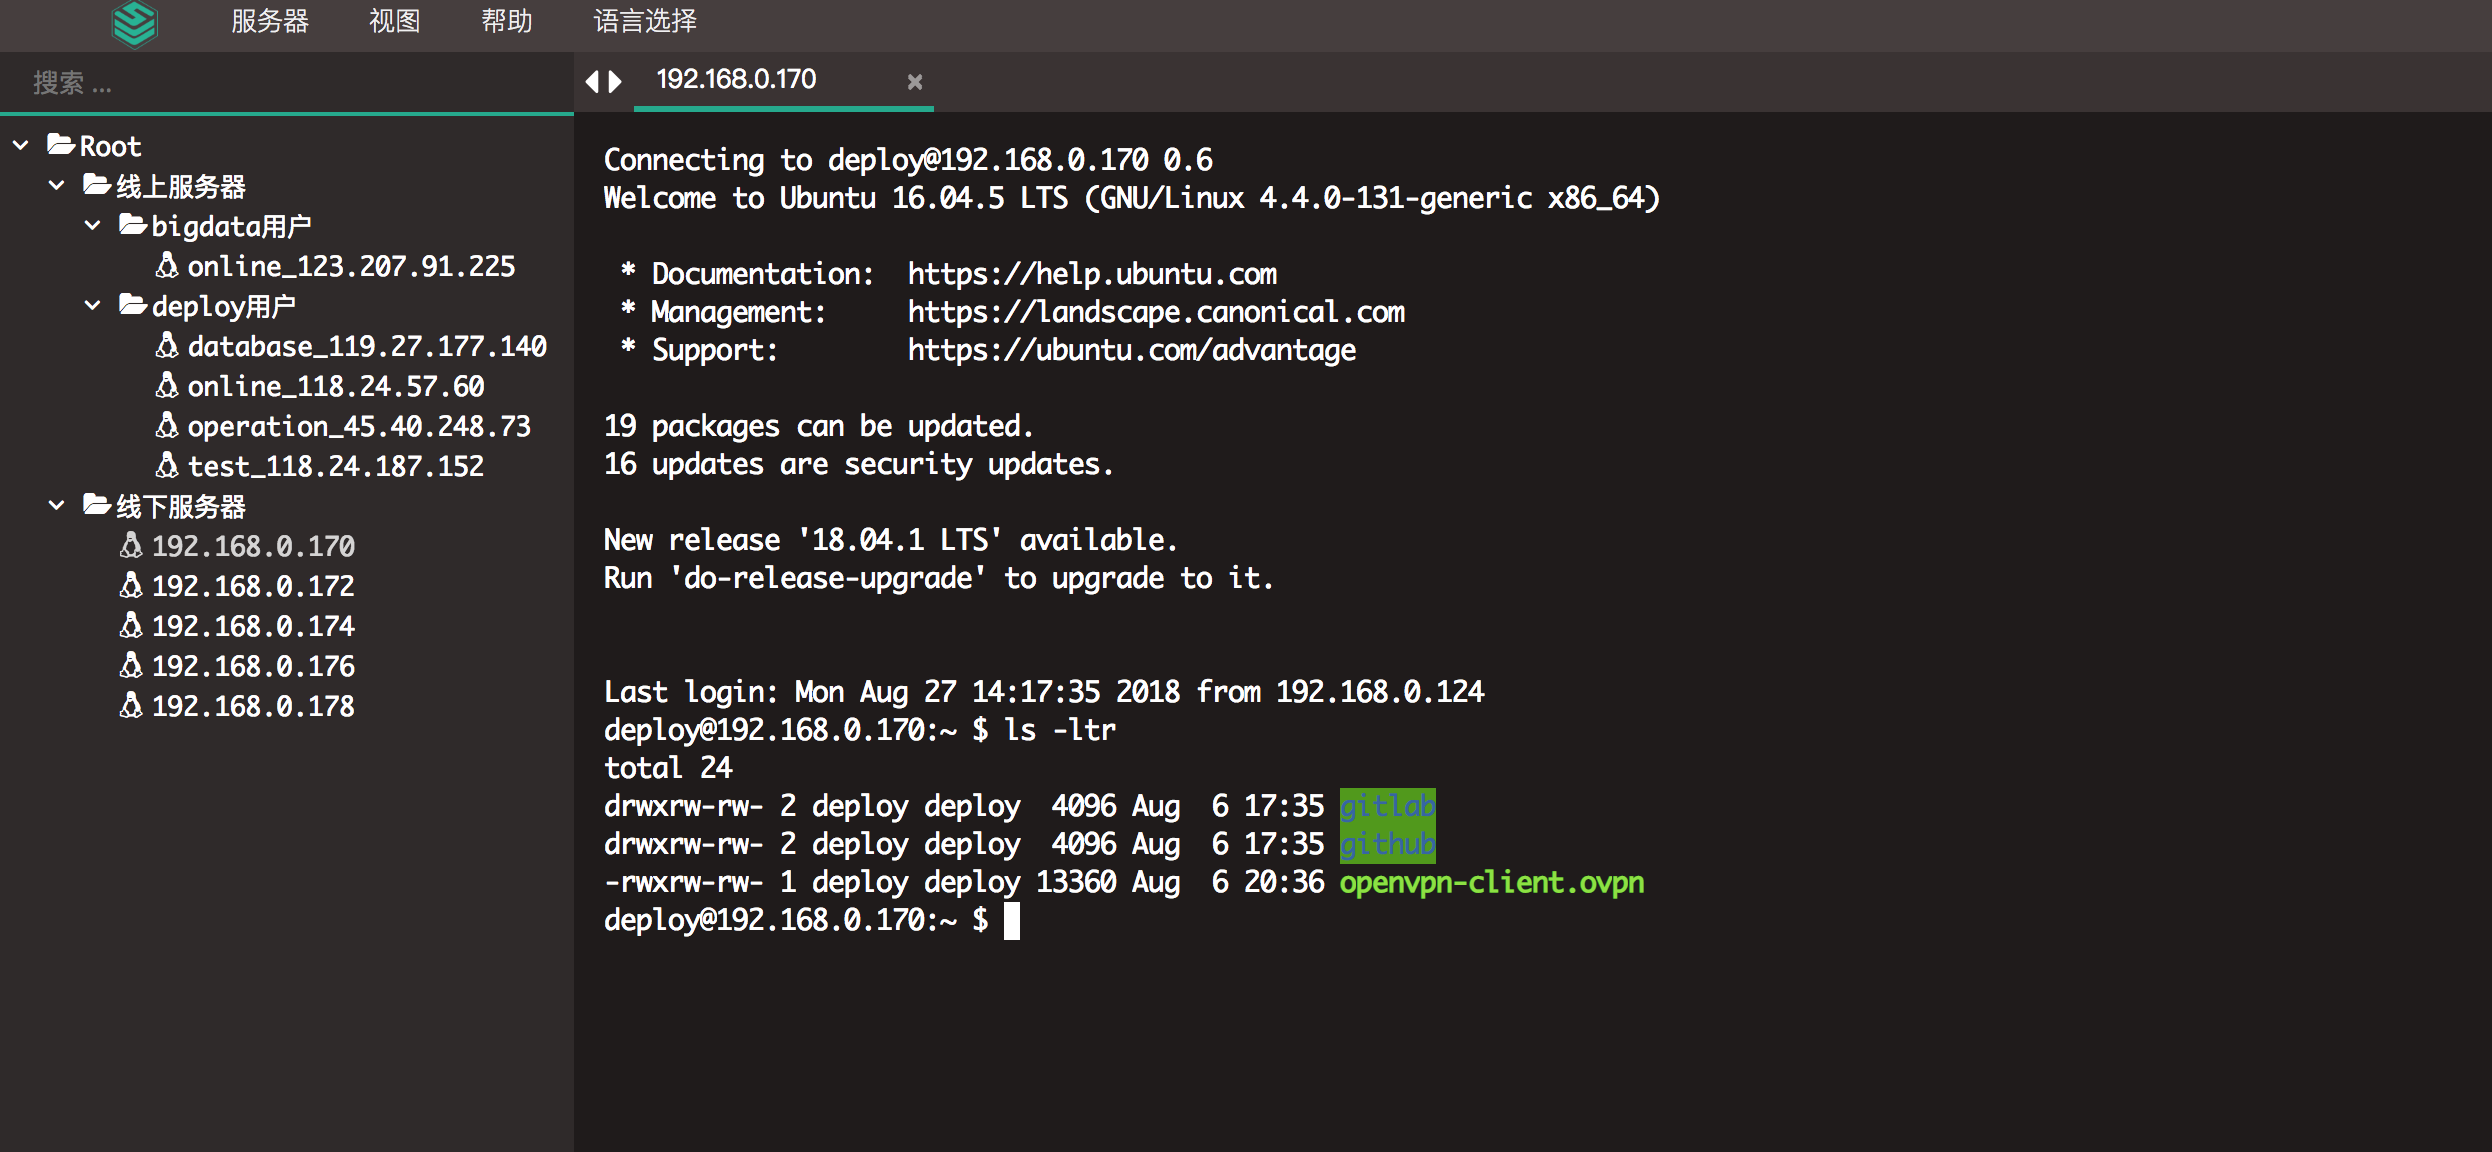 服务器 视图 帮助 语言选择
搜索 ...
Root
线上服务器
bigdata用户
online_123.207.91.225
deploy用户
database_119.27.177.140
online_118.24.57.60
operation_45.40.248.73
test_118.24.187.152
线下服务器
192.168.0.170
192.168.0.172
192.168.0.174
192.168.0.176
192.168.0.178
192.168.0.170 ×
Connecting to deploy@192.168.0.170 0.6
Welcome to Ubuntu 16.04.5 LTS (GNU/Linux 4.4.0-131-generic x86_64)
* Documentation:  https://help.ubuntu.com
* Management:     https://landscape.canonical.com
* Support:        https://ubuntu.com/advantage
19 packages can be updated.
16 updates are security updates.
New release '18.04.1 LTS' available.
Run 'do-release-upgrade' to upgrade to it.
Last login: Mon Aug 27 14:17:35 2018 from 192.168.0.124
deploy@192.168.0.170:~ $ ls -ltr
total 24
drwxrw-rw- 2 deploy deploy  4096 Aug  6 17:35 gitlab
drwxrw-rw- 2 deploy deploy  4096 Aug  6 17:35 github
-rwxrw-rw- 1 deploy deploy 13360 Aug  6 20:36 openvpn-client.ovpn
deploy@192.168.0.170:~ $